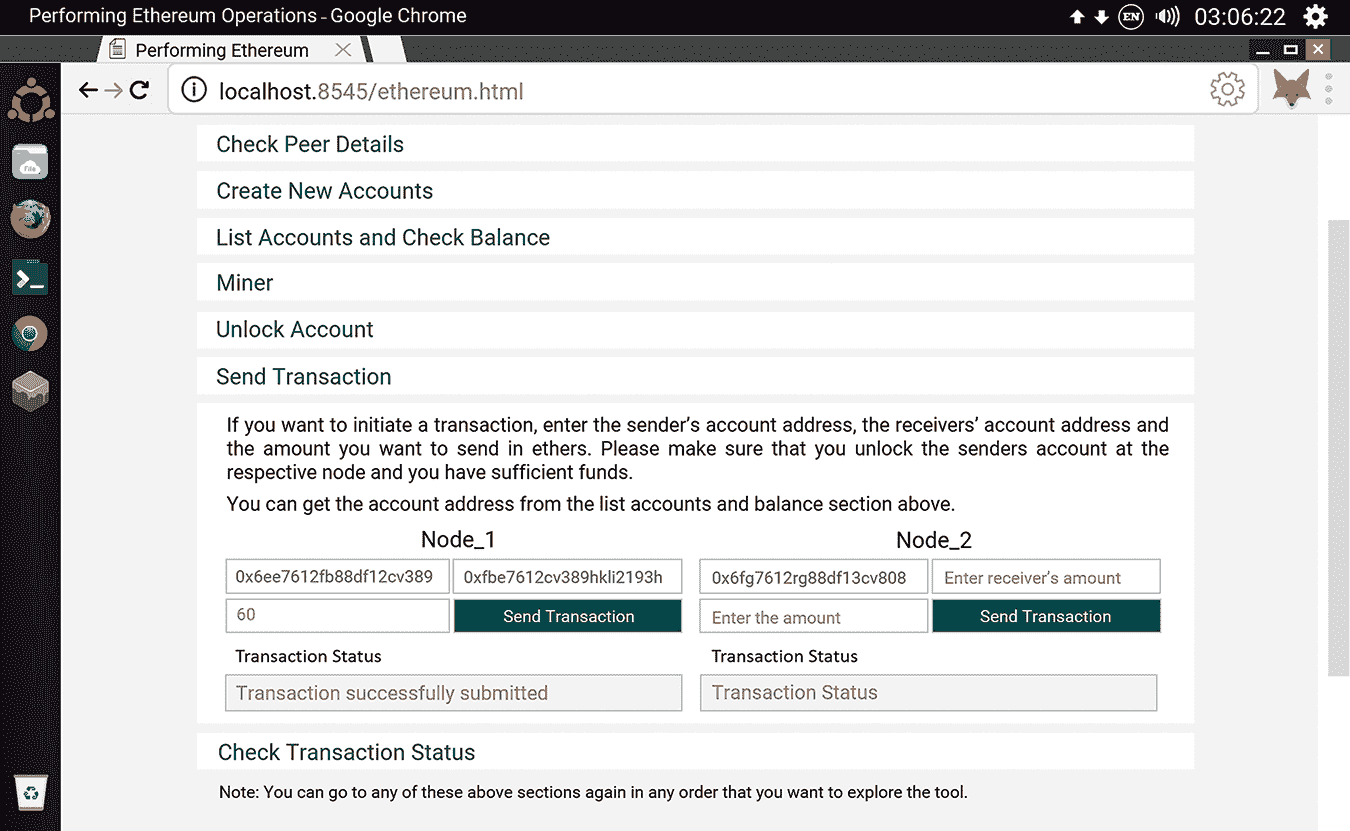 Performing Ethereum Operations - Google Chrome
EN
03:06:22
Performing Ethereum
localhost.8545/ethereum.html
File
Check Peer Details
Create New Accounts
List Accounts and Check Balance
Miner
Unlock Account
Send Transaction
If you want to initiate a transaction, enter the sender’s account address, the receivers’ account address and
the amount you want to send in ethers. Please make sure that you unlock the senders account at the
respective node and you have sufficient funds.
You can get the account address from the list accounts and balance section above.
Node_1 Node_2
0x6ee7612fb88df12cv389 0xfbe7612cv389hkli2193h 0x6fg7612rg88df13cv808 Enter receiver’s amount
60 Send Transaction Enter the amount Send Transaction
Transaction Status Transaction Status
Transaction successfully submitted Transaction Status
Check Transaction Status
Note: You can go to any of these above sections again in any order that you want to explore the tool.